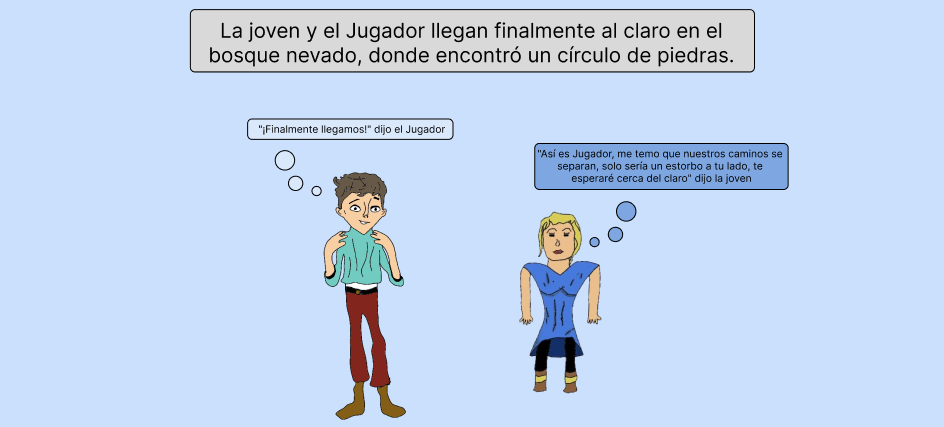 La joven y el Jugador llegan finalmente al claro en el
bosque nevado, donde encontró un círculo de piedras.
"¡Finalmente llegamos!" dijo el Jugador
"Así es Jugador, me temo que nuestros caminos se
separan, solo sería un estorbo a tu lado, te
esperaré cerca del claro" dijo la joven